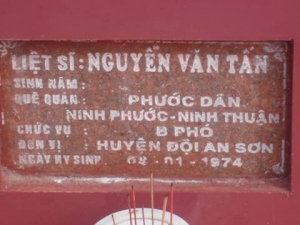 LIỆT SĨ: NGUYỄN VĂN TẤN
SINH NĂM :
QUÊ QUÁN : PHƯỚC DÂN
NINH PHƯỚC-NINH THUẬN
CHỨC VỤ : B PHÓ
ĐƠN VỊ : HUYỆN ĐỘI AN SƠN
NGÀY HY SINH 08-01-1974